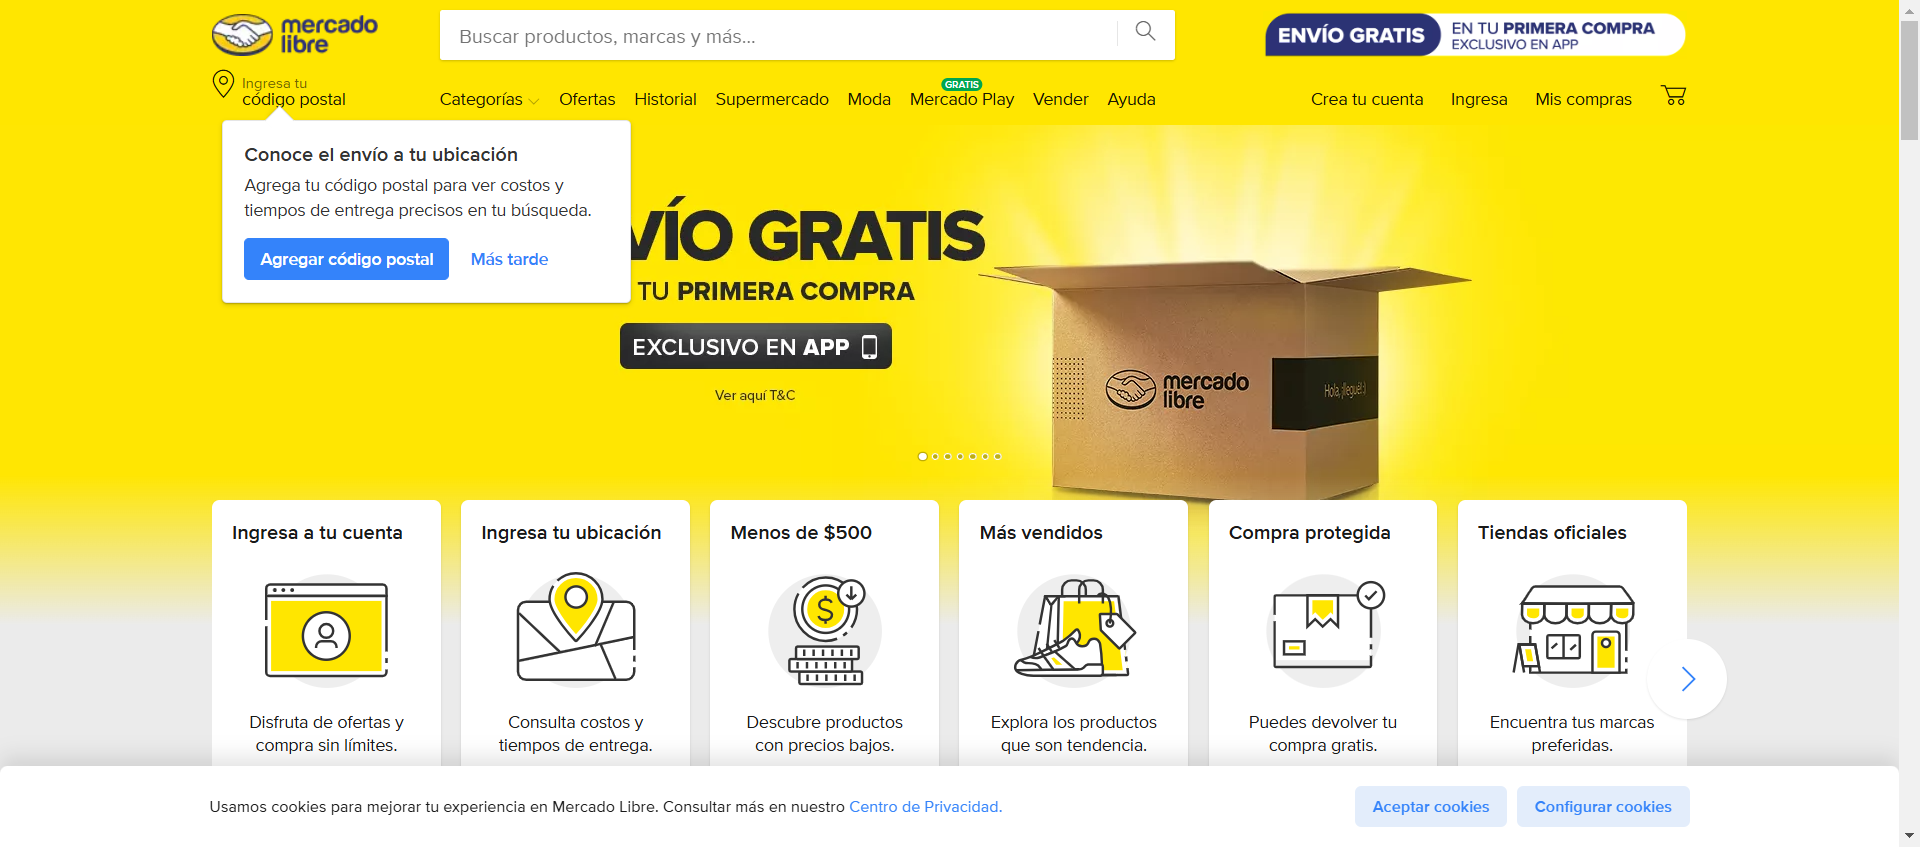 mercado
libre
Buscar productos, marcas y más...
ENVÍO GRATIS
EN TU PRIMERA COMPRA
EXCLUSIVO EN APP
Ingresa tu
código postal
Categorías
Ofertas
Historial
Supermercado
Moda
GRATIS
Mercado Play
Vender
Ayuda
Crea tu cuenta
Ingresa
Mis compras
Conoce el envío a tu ubicación
Agrega tu código postal para ver costos y
tiempos de entrega precisos en tu búsqueda.
Agregar código postal
Más tarde
VÍO GRATIS
TU PRIMERA COMPRA
EXCLUSIVO EN APP
Ver aquí T&C
mercado
libre
Hola, ¡llegué! :)
Ingresa a tu cuenta
Disfruta de ofertas y
compra sin límites.
Ingresa tu ubicación
Consulta costos y
tiempos de entrega.
Menos de $500
$
Descubre productos
con precios bajos.
Más vendidos
Explora los productos
que son tendencia.
Compra protegida
Puedes devolver tu
compra gratis.
Tiendas oficiales
Encuentra tus marcas
preferidas.
Usamos cookies para mejorar tu experiencia en Mercado Libre. Consultar más en nuestro Centro de Privacidad.
Aceptar cookies
Configurar cookies